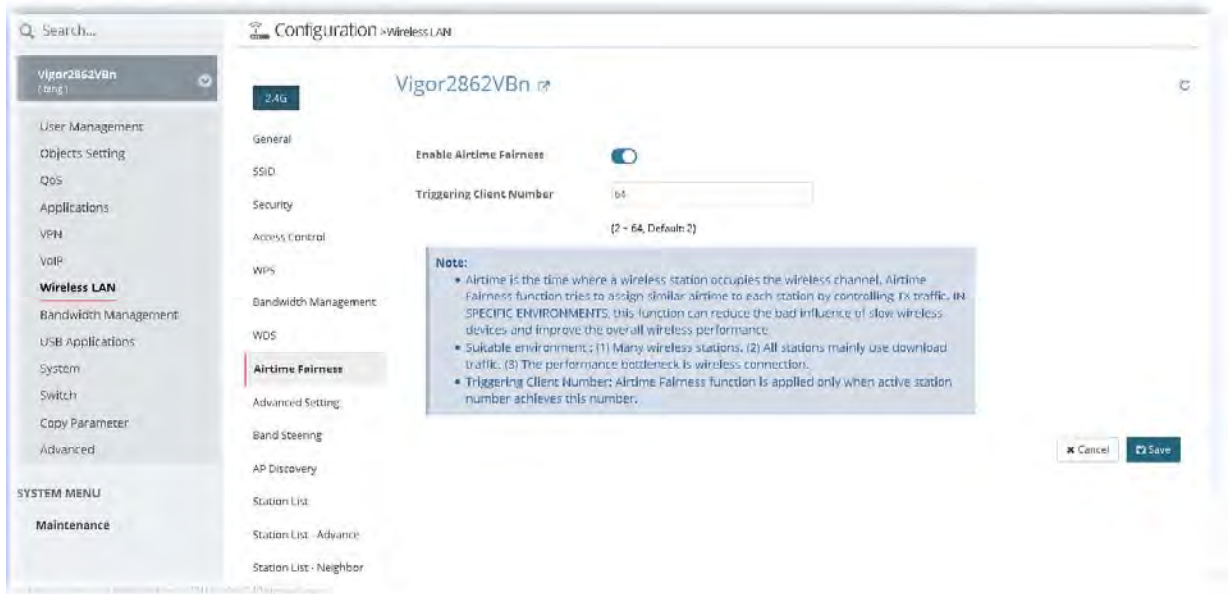 Search...
Configuration >Wireless LAN
Vigor2862VBn
User Management
Objects Setting
QoS
Applications
VPN
VoIP
Wireless LAN
Bandwidth Management
USB Applications
System
Switch
Copy Parameter
Advanced
SYSTEM MENU
Maintenance
2.4G
General
SSID
Security
Access Control
WPS
Bandwidth Management
WDS
Airtime Fairness
Advanced Setting
Band Steering
AP Discovery
Station List
Station List - Advance
Station List - Neighbor
Vigor2862VBn
Enable Airtime Fairness
Triggering Client Number
64
(2 ~ 64, Default: 2)
Note:
• Airtime is the time where a wireless station occupies the wireless channel. Airtime
Fairness function tries to assign similar airtime to each station by controlling TX traffic. IN
SPECIFIC ENVIRONMENTS, this function can reduce the bad influence of slow wireless
devices and improve the overall wireless performance
• Suitable environment : (1) Many wireless stations. (2) All stations mainly use download
traffic. (3) The performance bottleneck is wireless connection.
• Triggering Client Number: Airtime Fairness function is applied only when active station
number achieves this number.
Cancel
Save